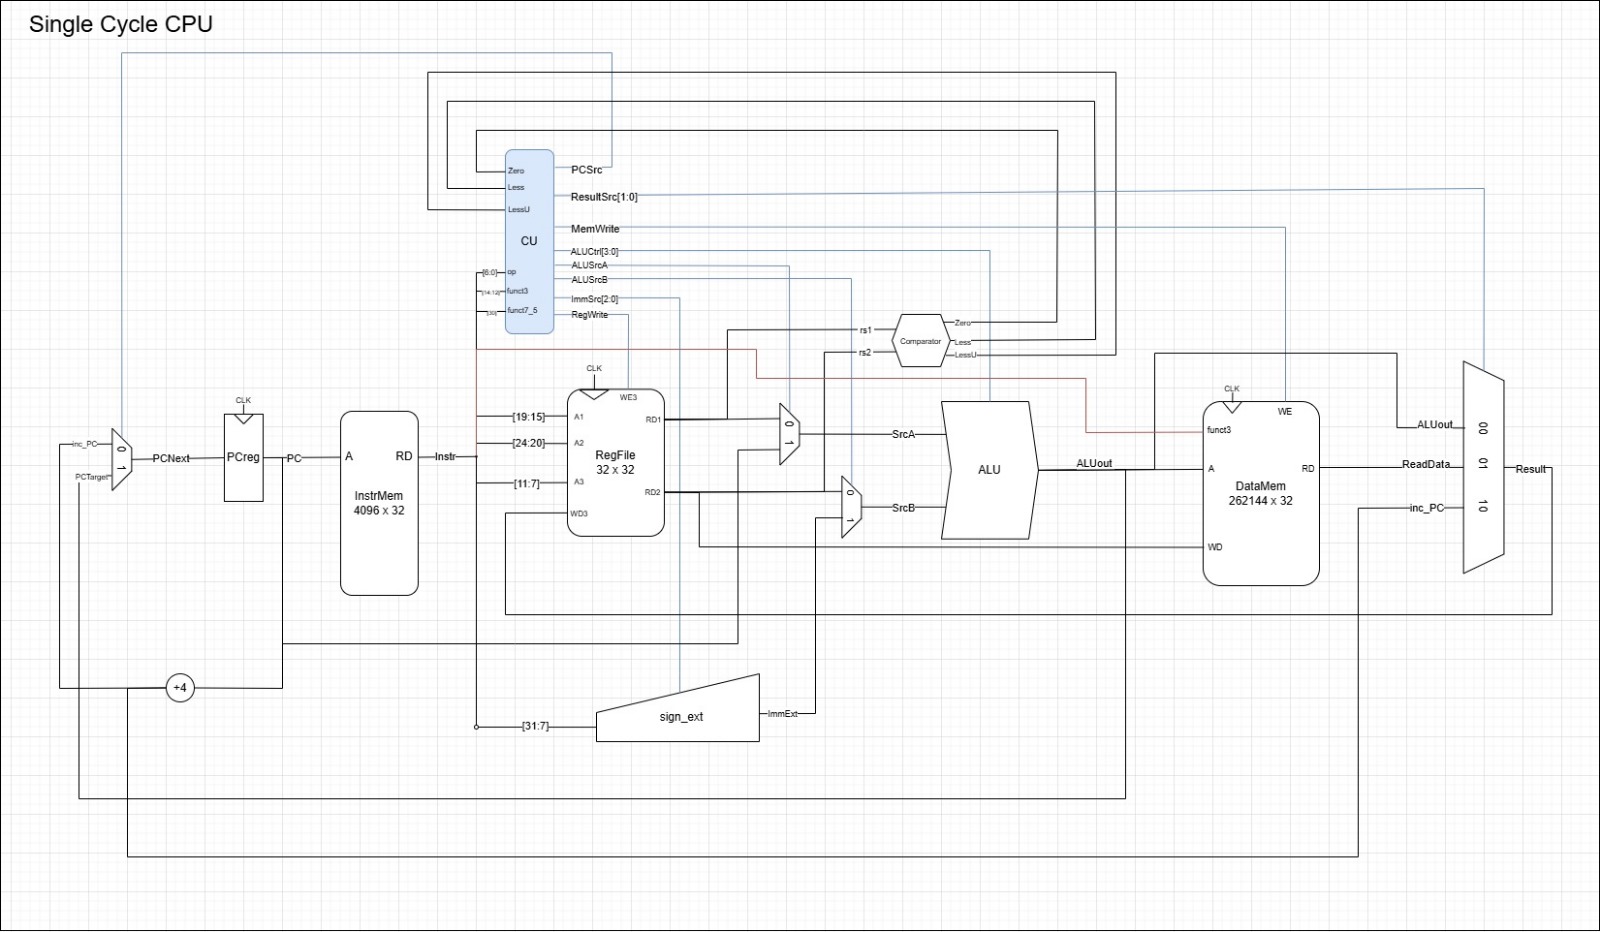 Single Cycle CPU
Zero
Less
LessU
CU
[6:0]
op
[14:12]
funct3
[30]
funct7_5
PCSrc
ResultSrc[1:0]
MemWrite
ALUCtrl[3:0]
ALUSrcA
ALUSrcB
ImmSrc[2:0]
RegWrite
rs1
rs2
Comparator
Zero
Less
LessU
inc_PC
PCTarget
0
1
PCNext
CLK
PCreg
PC
A
RD
InstrMem
4096 x 32
Instr
[19:15]
[24:20]
[11:7]
CLK
WE3
A1
A2
A3
WD3
RD1
RD2
RegFile
32 x 32
0
1
0
1
SrcA
SrcB
ALU
ALUout
CLK
WE
funct3
A
RD
DataMem
262144 x 32
WD
ALUout
ReadData
inc_PC
00
01
10
Result
+4
[31:7]
sign_ext
ImmExt